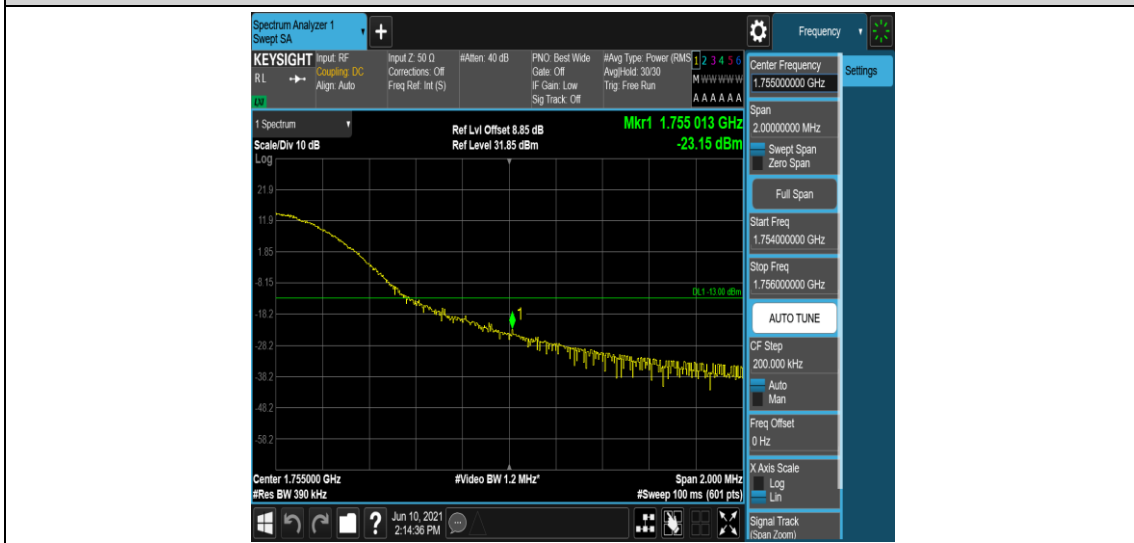 Spectrum Analyzer 1
Swept SA
+
Frequency
KEYSIGHT
RL
Input: RF
Coupling: DC
Align: Auto
Input Z: 50 Ω
Corrections: Off
Freq Ref: Int (S)
#Atten: 40 dB
PNO: Best Wide
Gate: Off
IF Gain: Low
Sig Track: Off
#Avg Type: Power (RMS
Avg|Hold: 30/30
Trig: Free Run
1 2 3 4 5 6
M W W W W W
A A A A A A
1 Spectrum
Scale/Div 10 dB
Ref Lvl Offset 8.85 dB
Ref Level 31.85 dBm
Mkr1 1.755 013 GHz
-23.15 dBm
Log
21.9
11.9
1.85
-8.15
-18.2
-28.2
-38.2
-48.2
-58.2
DL1 -13.00 dBm
1
Center 1.755000 GHz
#Res BW 390 kHz
#Video BW 1.2 MHz*
Span 2.000 MHz
#Sweep 100 ms (601 pts)
Center Frequency
1.755000000 GHz
Settings
Span
2.00000000 MHz
Swept Span
Zero Span
Full Span
Start Freq
1.754000000 GHz
Stop Freq
1.756000000 GHz
AUTO TUNE
CF Step
200.000 kHz
Auto
Man
Freq Offset
0 Hz
X Axis Scale
Log
Lin
Signal Track
(Span Zoom)
?
Jun 10, 2021
2:14:36 PM